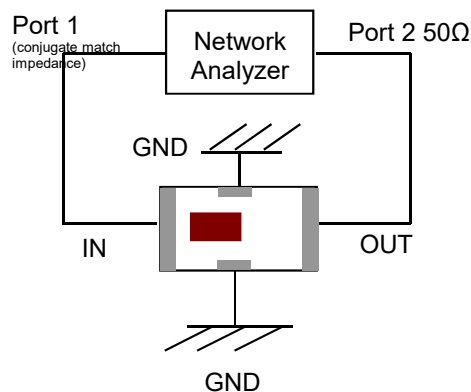 Port 1
(conjugate match
impedance)
Network
Analyzer
Port 2 50Ω
GND
IN
OUT
GND